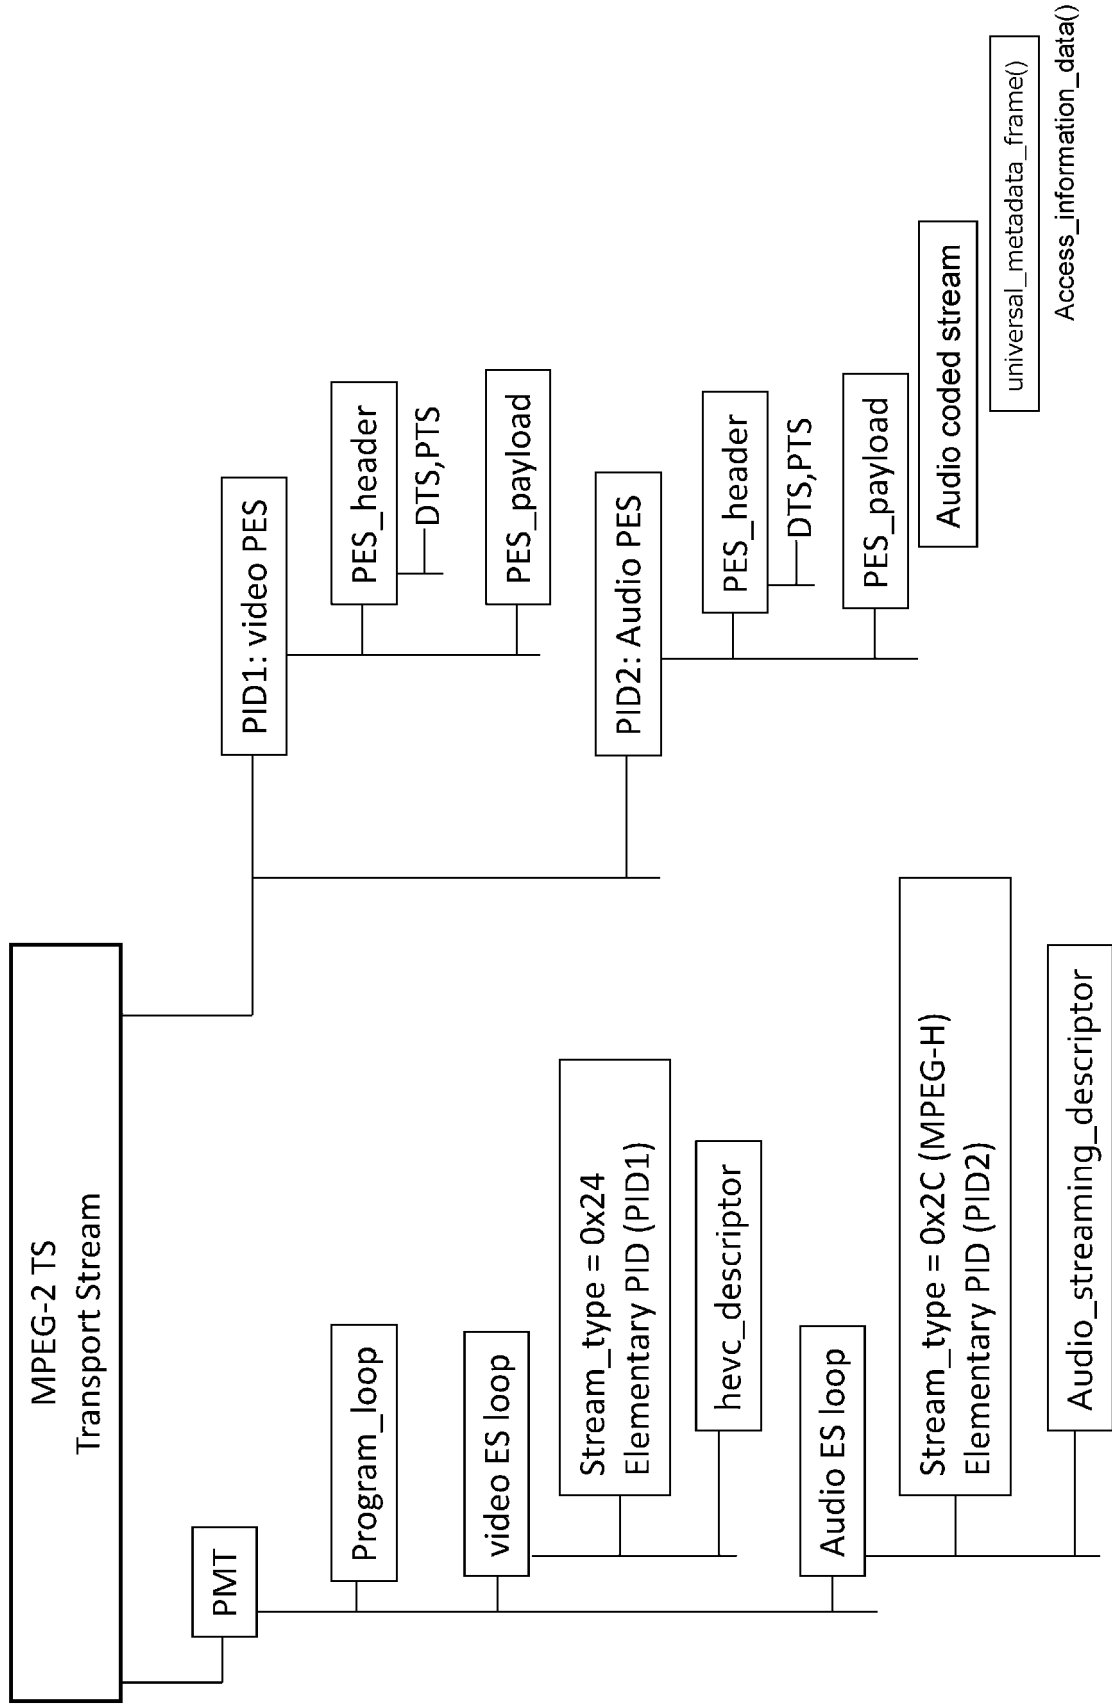 MPEG-2 TS
Transport Stream
PMT
Program_loop
video ES loop
Stream_type = 0x24
Elementary PID (PID1)
hevc_descriptor
Audio ES loop
Stream_type = 0x2C (MPEG-H)
Elementary PID (PID2)
Audio_streaming_descriptor
PID1: video PES
PES_header
DTS,PTS
PES_payload
PID2: Audio PES
PES_header
DTS,PTS
PES_payload
Audio coded stream
universal_metadata_frame()
Access_information_data()